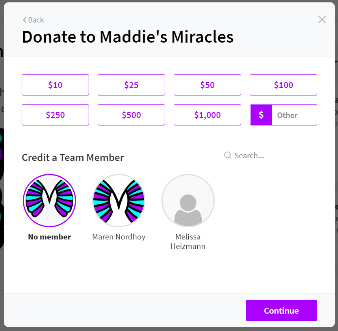 Back
Donate to Maddie's Miracles
$10 $25 $50 $100
$250 $500 $1,000 $ Other
Credit a Team Member
Search...
No member Maren Nordhoy Melissa
Heizmann
Continue